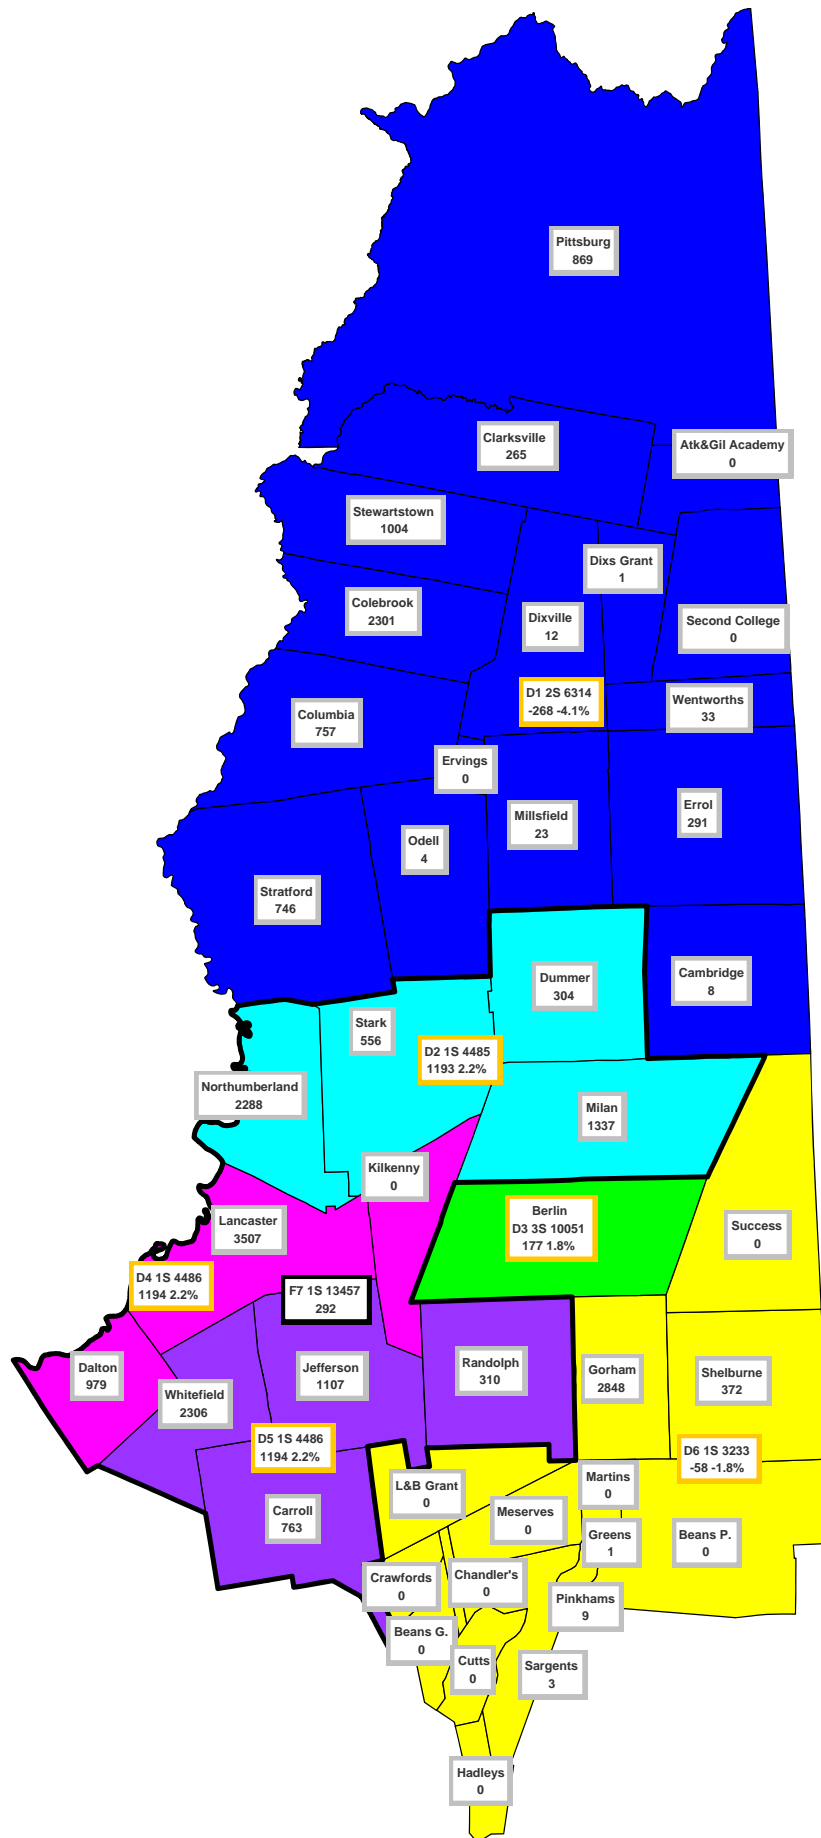 Pittsburg
869
Clarksville
265
Atk&Gil Academy
0
Stewartstown
1004
Dixs Grant
1
Colebrook
2301
Dixville
12
Second College
0
D1 2S 6314
-268 -4.1%
Wentworths
33
Columbia
757
Ervings
0
Millsfield
23
Errol
291
Odell
4
Stratford
746
Dummer
304
Cambridge
8
Stark
556
D2 1S 4485
1193 2.2%
Northumberland
2288
Milan
1337
Kilkenny
0
Lancaster
3507
Berlin
D3 3S 10051
177 1.8%
Success
0
D4 1S 4486
1194 2.2%
F7 1S 13457
292
Dalton
979
Whitefield
2306
Jefferson
1107
Randolph
310
Gorham
2848
Shelburne
372
D5 1S 4486
1194 2.2%
D6 1S 3233
-58 -1.8%
L&B Grant
0
Martins
0
Carroll
763
Meserves
0
Greens
1
Beans P.
0
Crawfords
0
Chandler's
0
Pinkhams
9
Beans G.
0
Cutts
0
Sargents
3
Hadleys
0